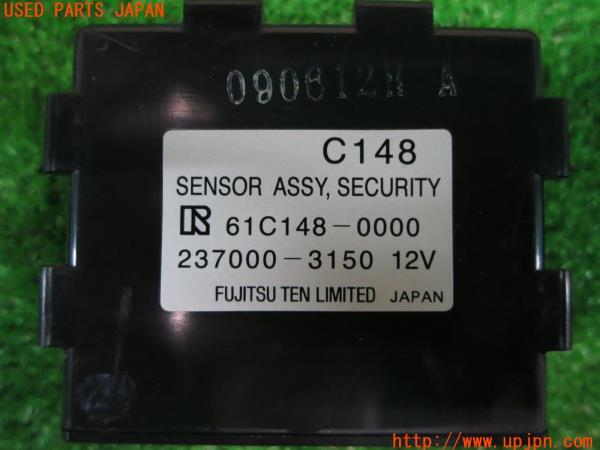 USED PARTS JAPAN
090612N A
C148
SENSOR ASSY, SECURITY
R 61C148-0000
237000-3150 12V
FUJITSU TEN LIMITED JAPAN
http://www.upjpn.com/